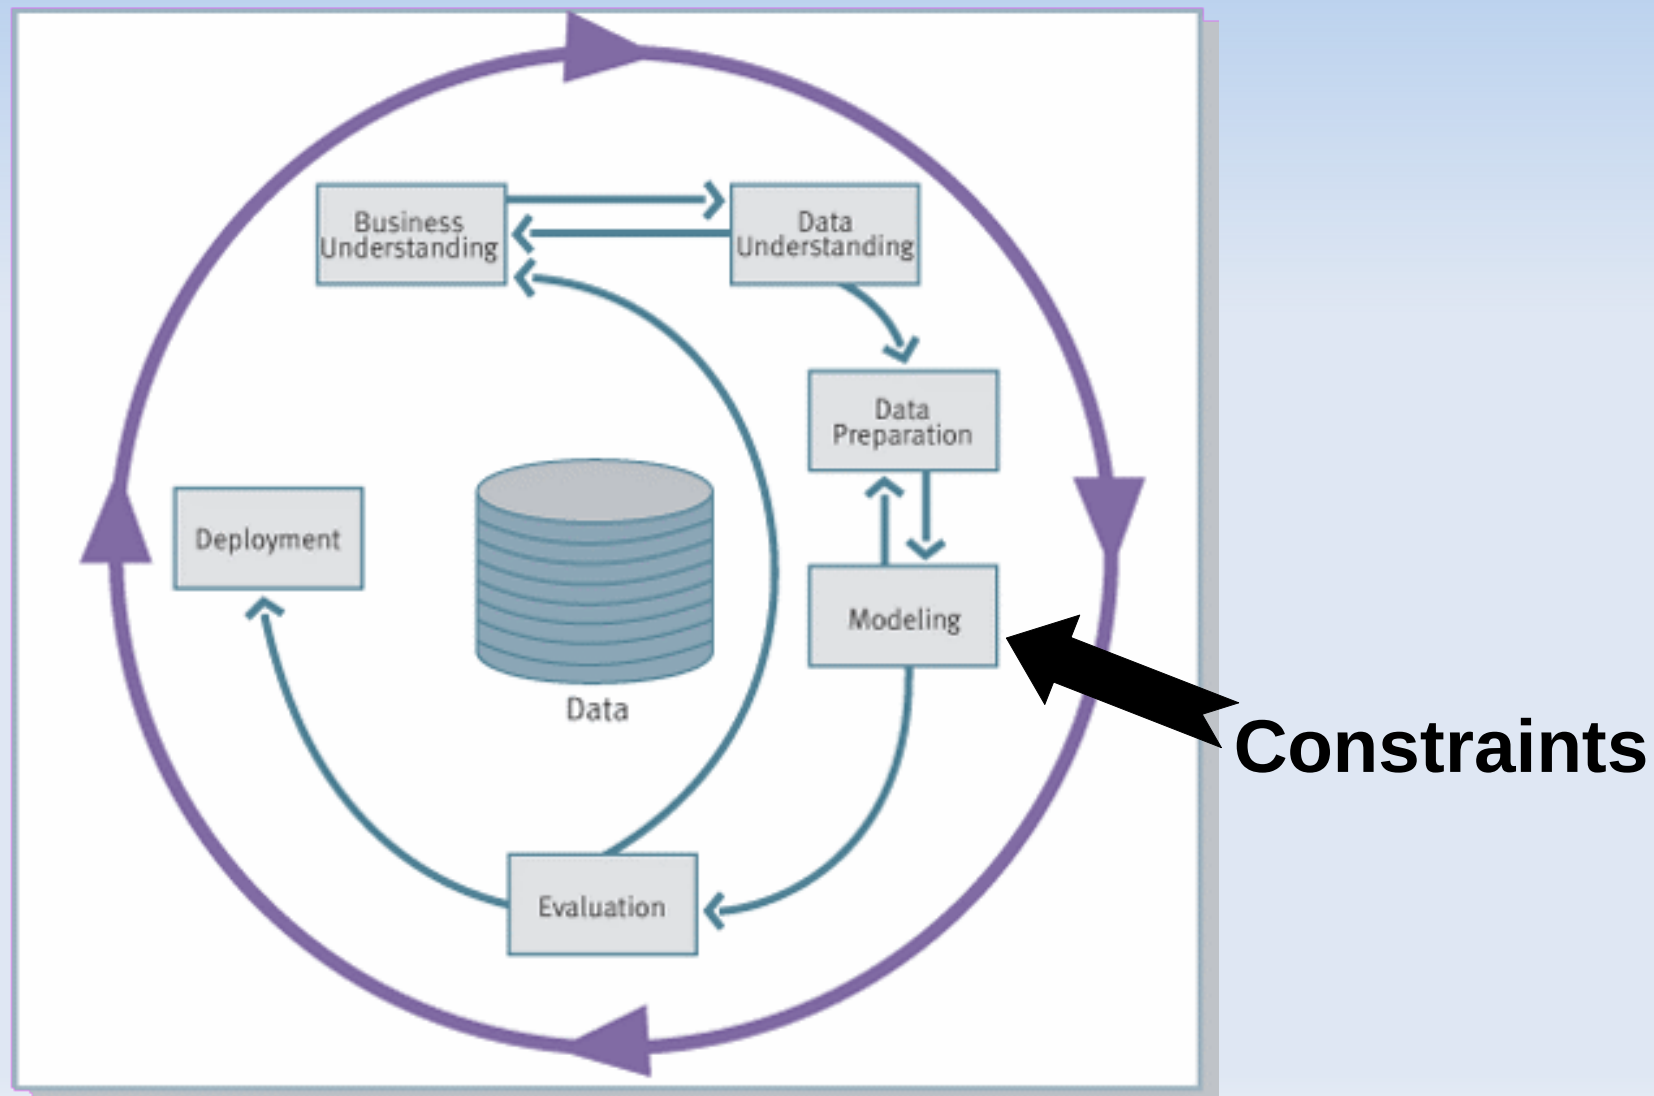 Business
Understanding
Data
Understanding
Data
Preparation
Deployment
Modeling
Data
Constraints
Evaluation